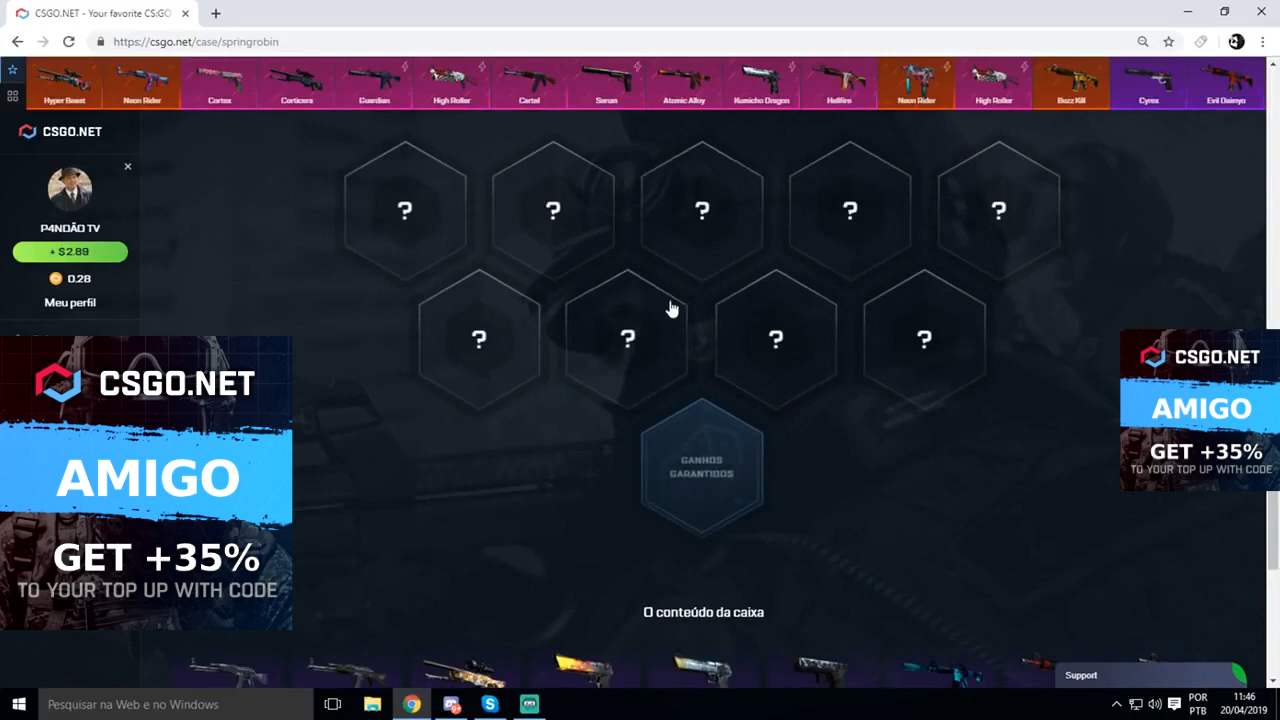 CSGO.NET - Your favorite CS:GO
https://csgo.net/case/springrobin
Hyper Beast Neon Rider Cortex Corticera Guardian High Roller Cartel Serum Atomic Alloy Kumicho Dragon Hellfire Neon Rider High Roller Buzz Kill Cyrex Evil Daimyo
CSGO.NET
P4NDÃO TV
+ $2.89
0.28
Meu perfil
? ? ? ? ?
? ? ? ?
GANHOS
GARANTIDOS
CSGO.NET
AMIGO
GET +35%
TO YOUR TOP UP WITH CODE
CSGO.NET
AMIGO
GET +35%
TO YOUR TOP UP WITH CODE
O conteúdo da caixa
Support
Pesquisar na Web e no Windows
POR
PTB
11:46
20/04/2019